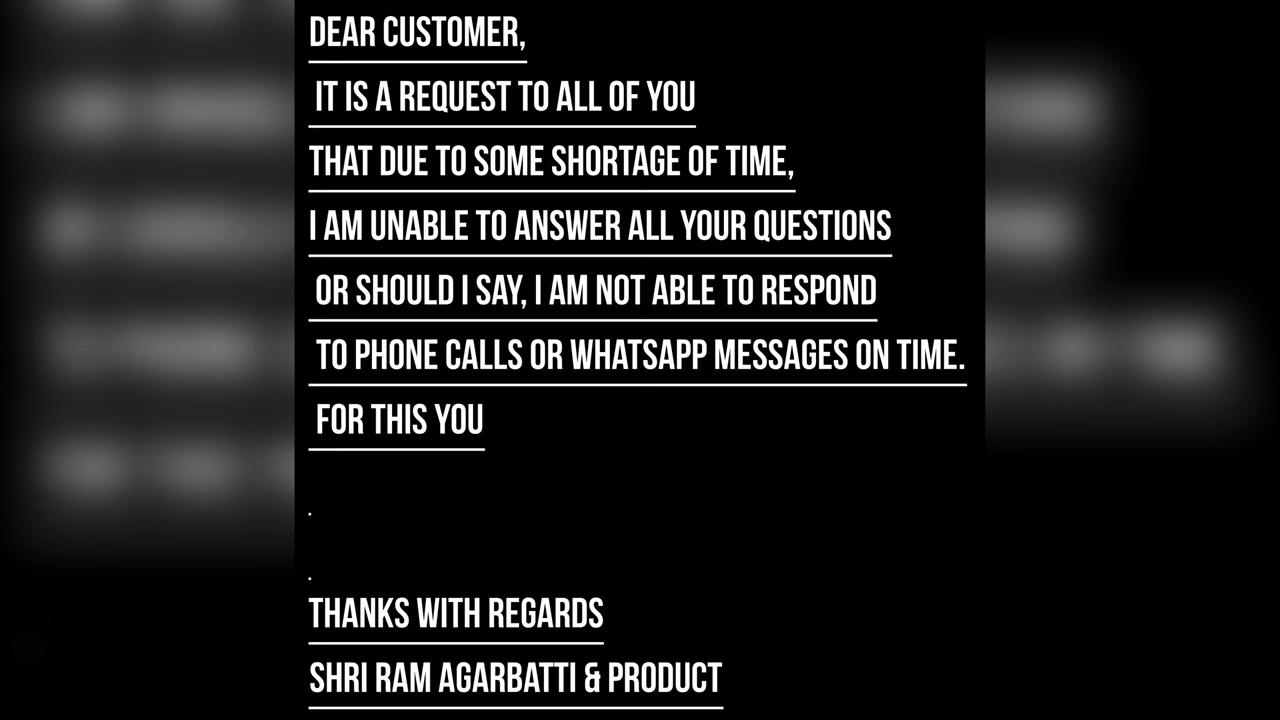 DEAR CUSTOMER,
IT IS A REQUEST TO ALL OF YOU
THAT DUE TO SOME SHORTAGE OF TIME,
I AM UNABLE TO ANSWER ALL YOUR QUESTIONS
OR SHOULD I SAY, I AM NOT ABLE TO RESPOND
TO PHONE CALLS OR WHATSAPP MESSAGES ON TIME.
FOR THIS YOU
.
.
THANKS WITH REGARDS
SHRI RAM AGARBATTI & PRODUCT